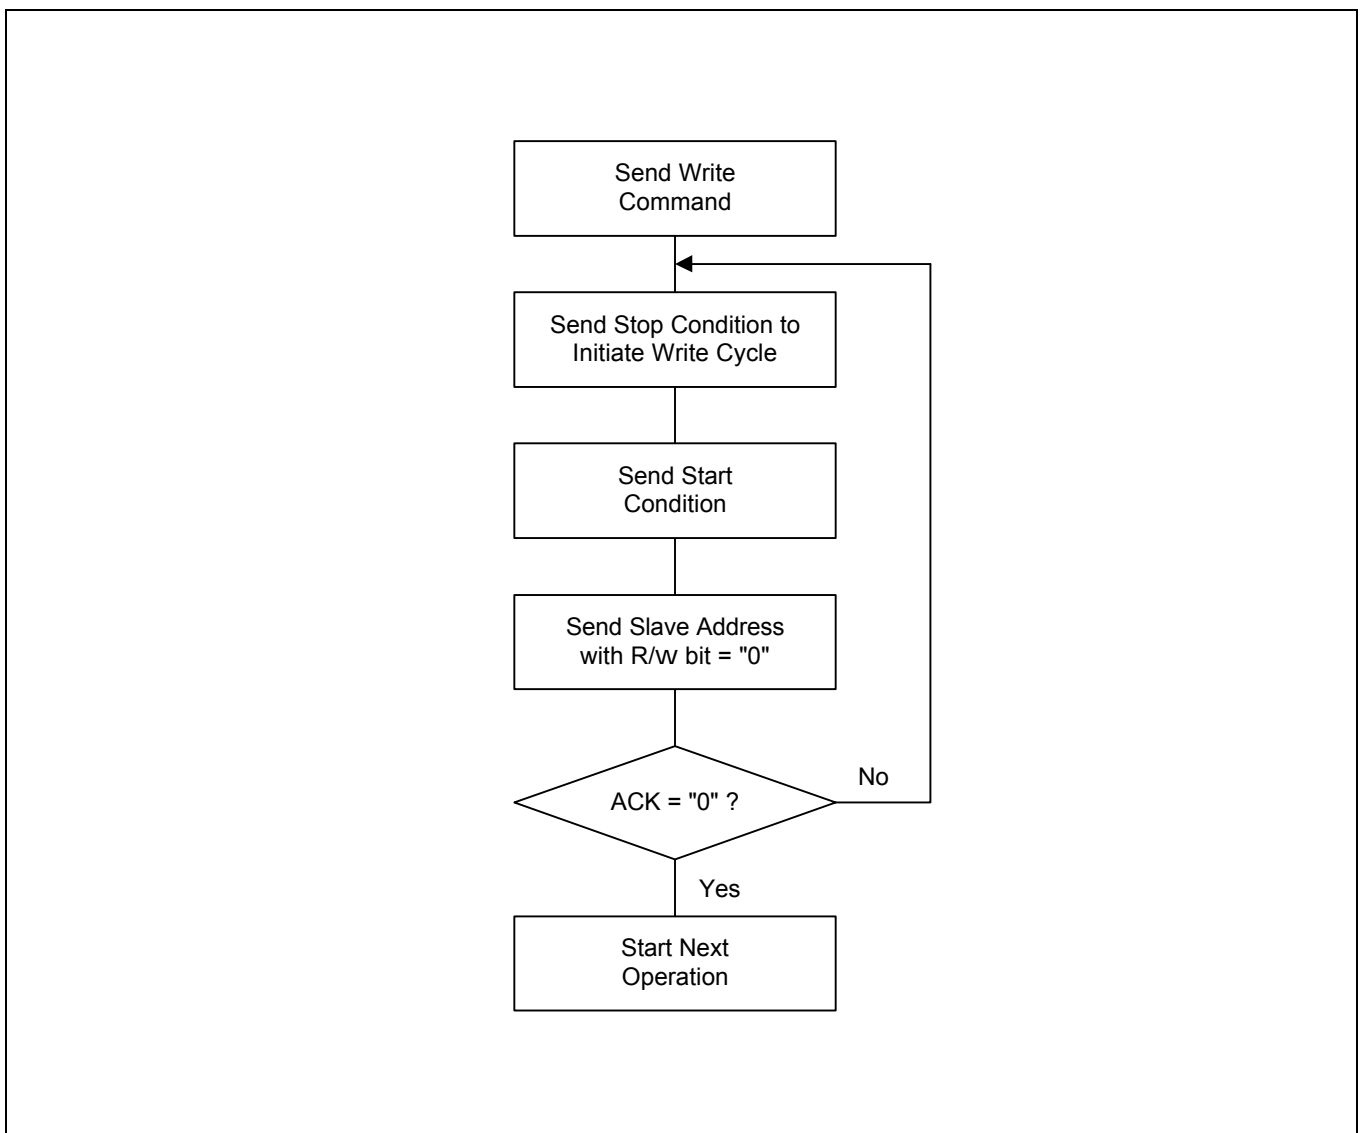 Send Write
Command
Send Stop Condition to
Initiate Write Cycle
Send Start
Condition
Send Slave Address
with R/w bit = "0"
ACK = "0" ?
No
Yes
Start Next
Operation